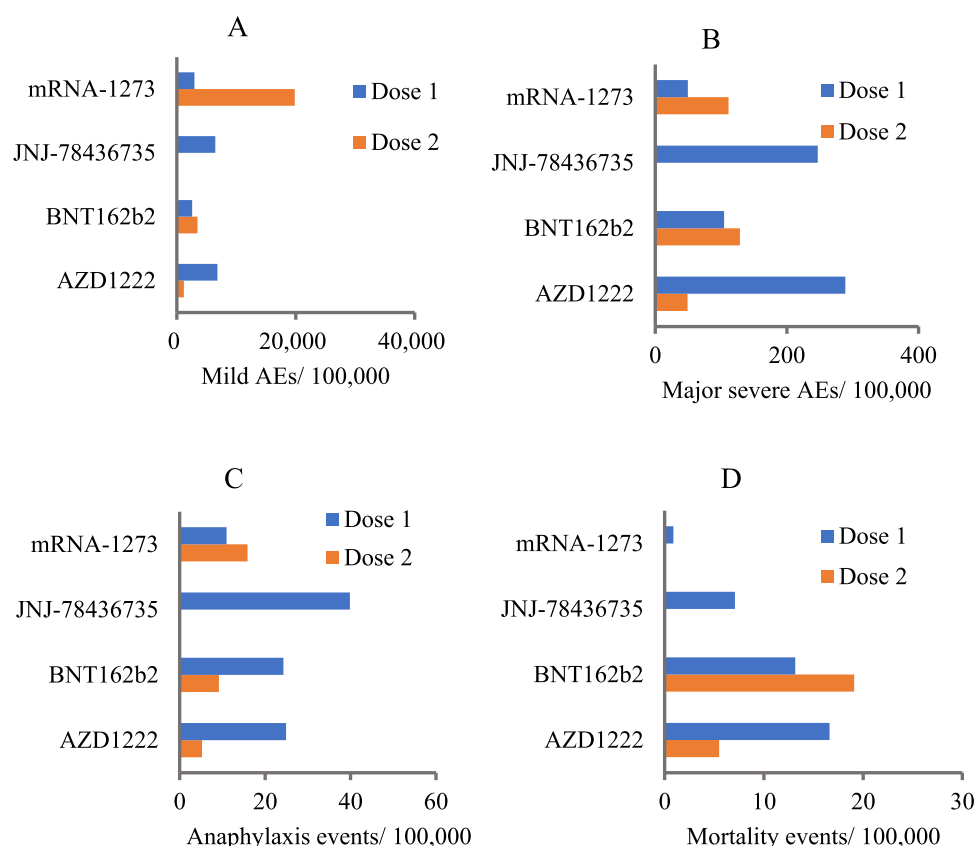 A
mRNA-1273
JNJ-78436735
BNT162b2
AZD1222
Dose 1
Dose 2
0 20,000 40,000
Mild AEs/ 100,000
B
mRNA-1273
JNJ-78436735
BNT162b2
AZD1222
Dose 1
Dose 2
0 200 400
Major severe AEs/ 100,000
C
mRNA-1273
JNJ-78436735
BNT162b2
AZD1222
Dose 1
Dose 2
0 20 40 60
Anaphylaxis events/ 100,000
D
mRNA-1273
JNJ-78436735
BNT162b2
AZD1222
Dose 1
Dose 2
0 10 20 30
Mortality events/ 100,000